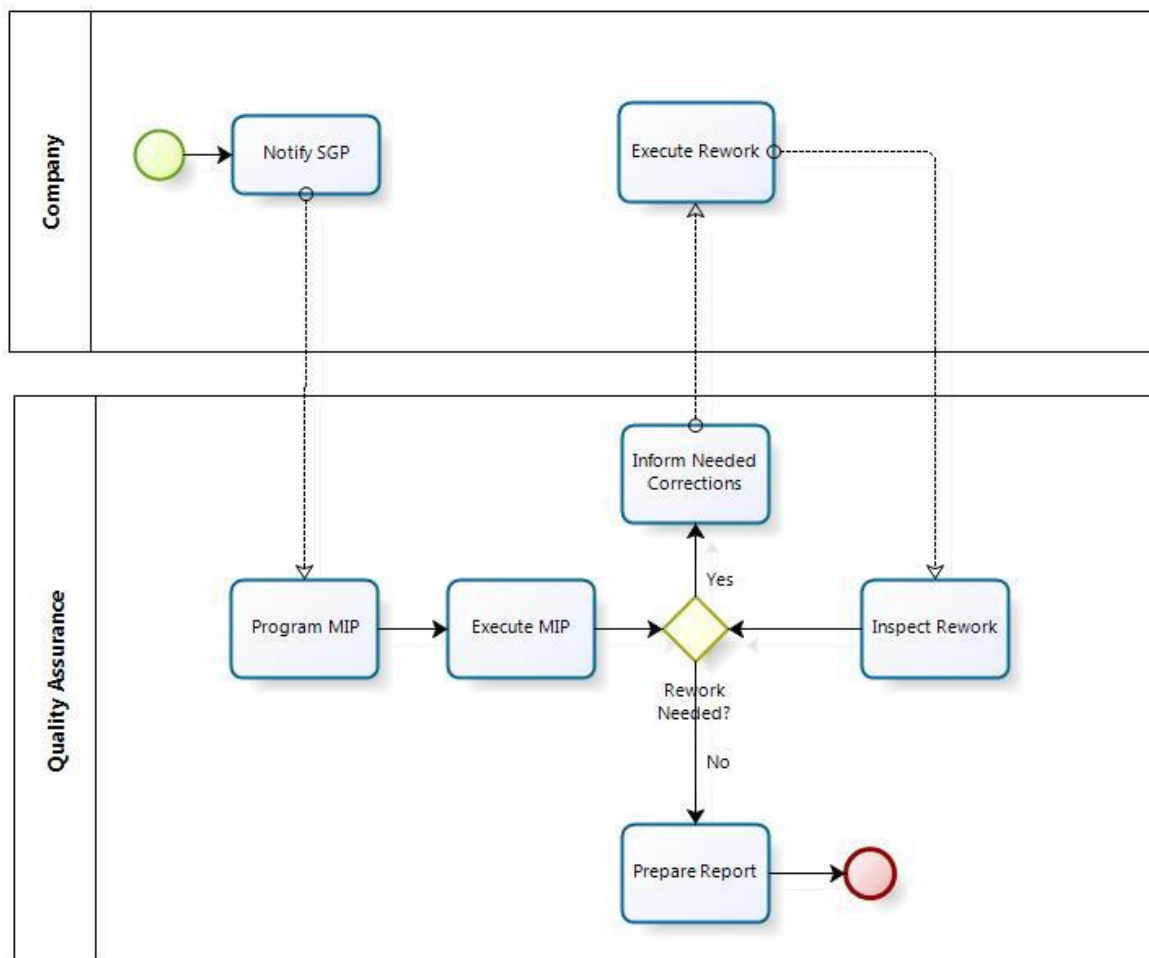 Company
Notify SGP
Execute Rework
Quality Assurance
Inform Needed
Corrections
Yes
Program MIP
Execute MIP
Inspect Rework
Rework
Needed?
No
Prepare Report